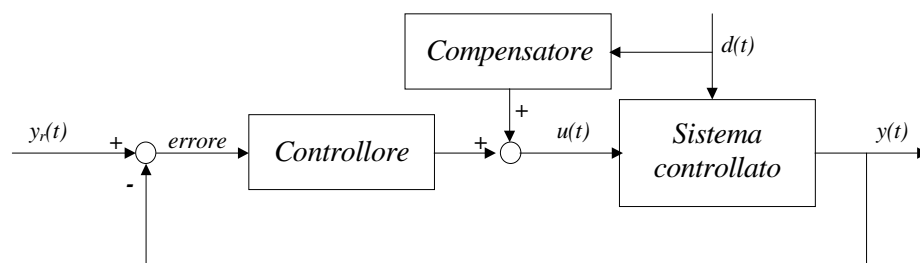 Compensatore
d(t)
+
y_r(t)
+
errore
Controllore
+
u(t)
Sistema
controllato
y(t)
-